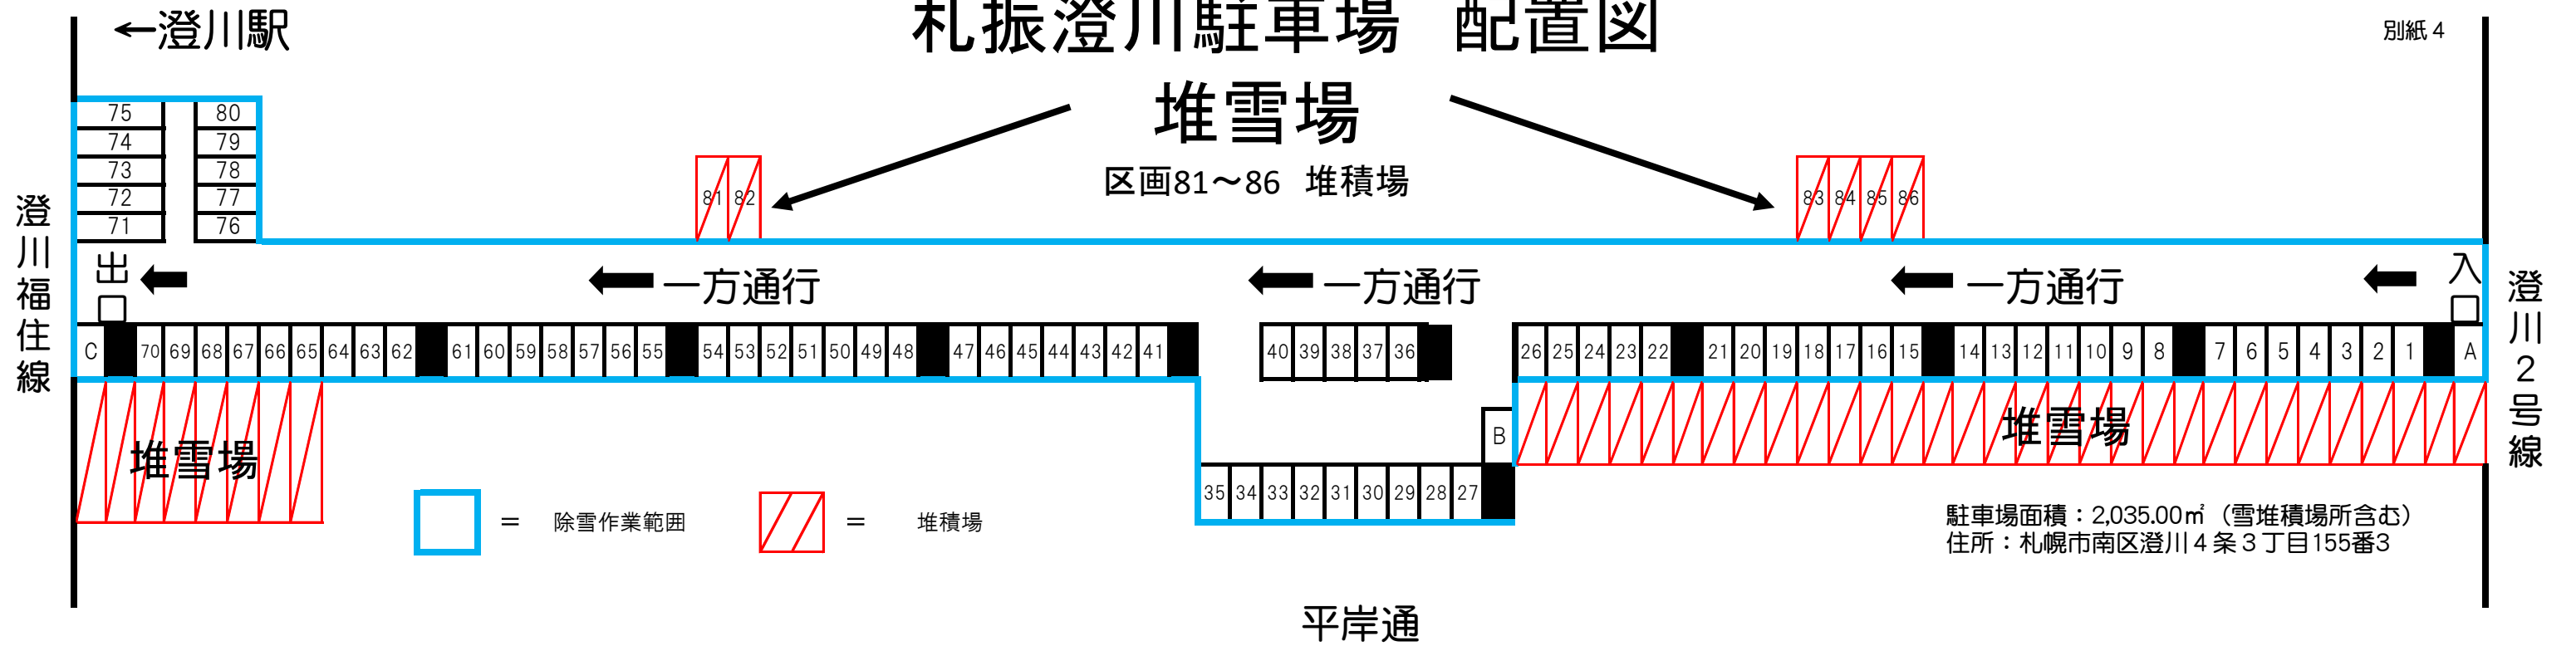 札振澄川駐車場 配置図
別紙４
←澄川駅
堆雪場
区画81～86 堆積場
75
74
73
72
71
80
79
78
77
76
81 82
83 84 85 86
澄川福住線
出口
一方通行
一方通行
一方通行
入口
澄川２号線
C 70 69 68 67 66 65 64 63 62 61 60 59 58 57 56 55 54 53 52 51 50 49 48 47 46 45 44 43 42 41 40 39 38 37 36 26 25 24 23 22 21 20 19 18 17 16 15 14 13 12 11 10 9 8 7 6 5 4 3 2 1 A
堆雪場
B
堆雪場
35 34 33 32 31 30 29 28 27
＝ 除雪作業範囲
＝ 堆積場
駐車場面積：2,035.00㎡（雪堆積場所含む）
住所：札幌市南区澄川４条３丁目155番3
平岸通